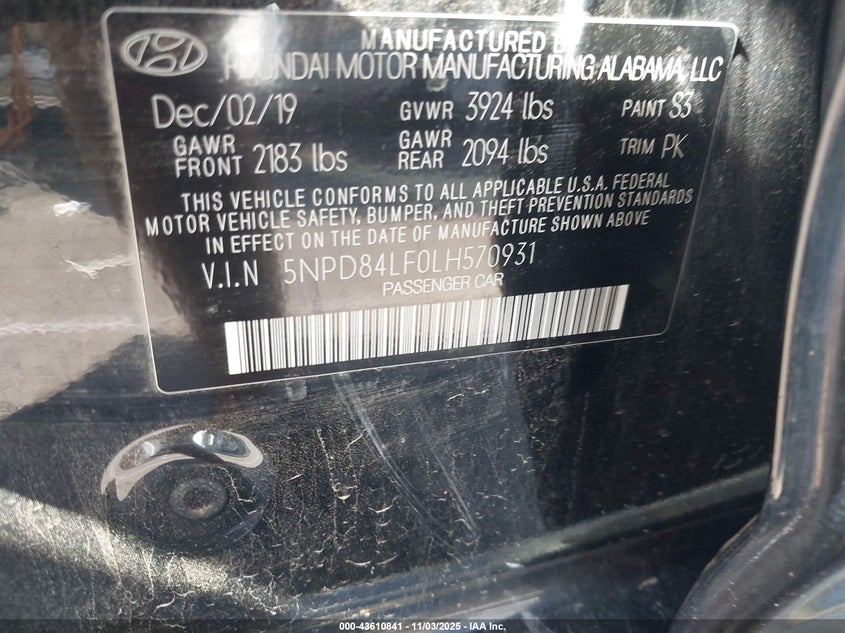 MANUFACTURED BY
HYUNDAI MOTOR MANUFACTURING ALABAMA, LLC
Dec/02/19 GVWR 3924 lbs PAINT S3
GAWR FRONT 2183 lbs GAWR REAR 2094 lbs TRIM PK
THIS VEHICLE CONFORMS TO ALL APPLICABLE U.S.A. FEDERAL
MOTOR VEHICLE SAFETY, BUMPER, AND THEFT PREVENTION STANDARDS
IN EFFECT ON THE DATE OF MANUFACTURE SHOWN ABOVE
V.I.N 5NPD84LF0LH570931
PASSENGER CAR
000-43610841 - 11/03/2025 - IAA Inc.